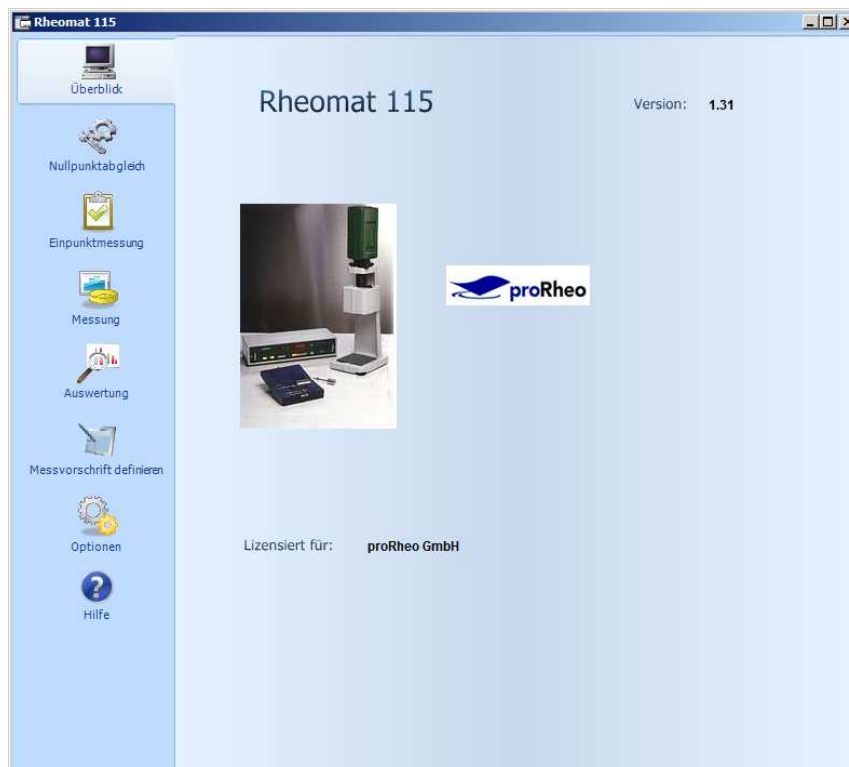 Rheomat 115
Überblick
Nullpunktabgleich
Einpunktmessung
Messung
Auswertung
Messvorschrift definieren
Optionen
Hilfe
Rheomat 115
Version: 1.31
proRheo
Lizensiert für: proRheo GmbH